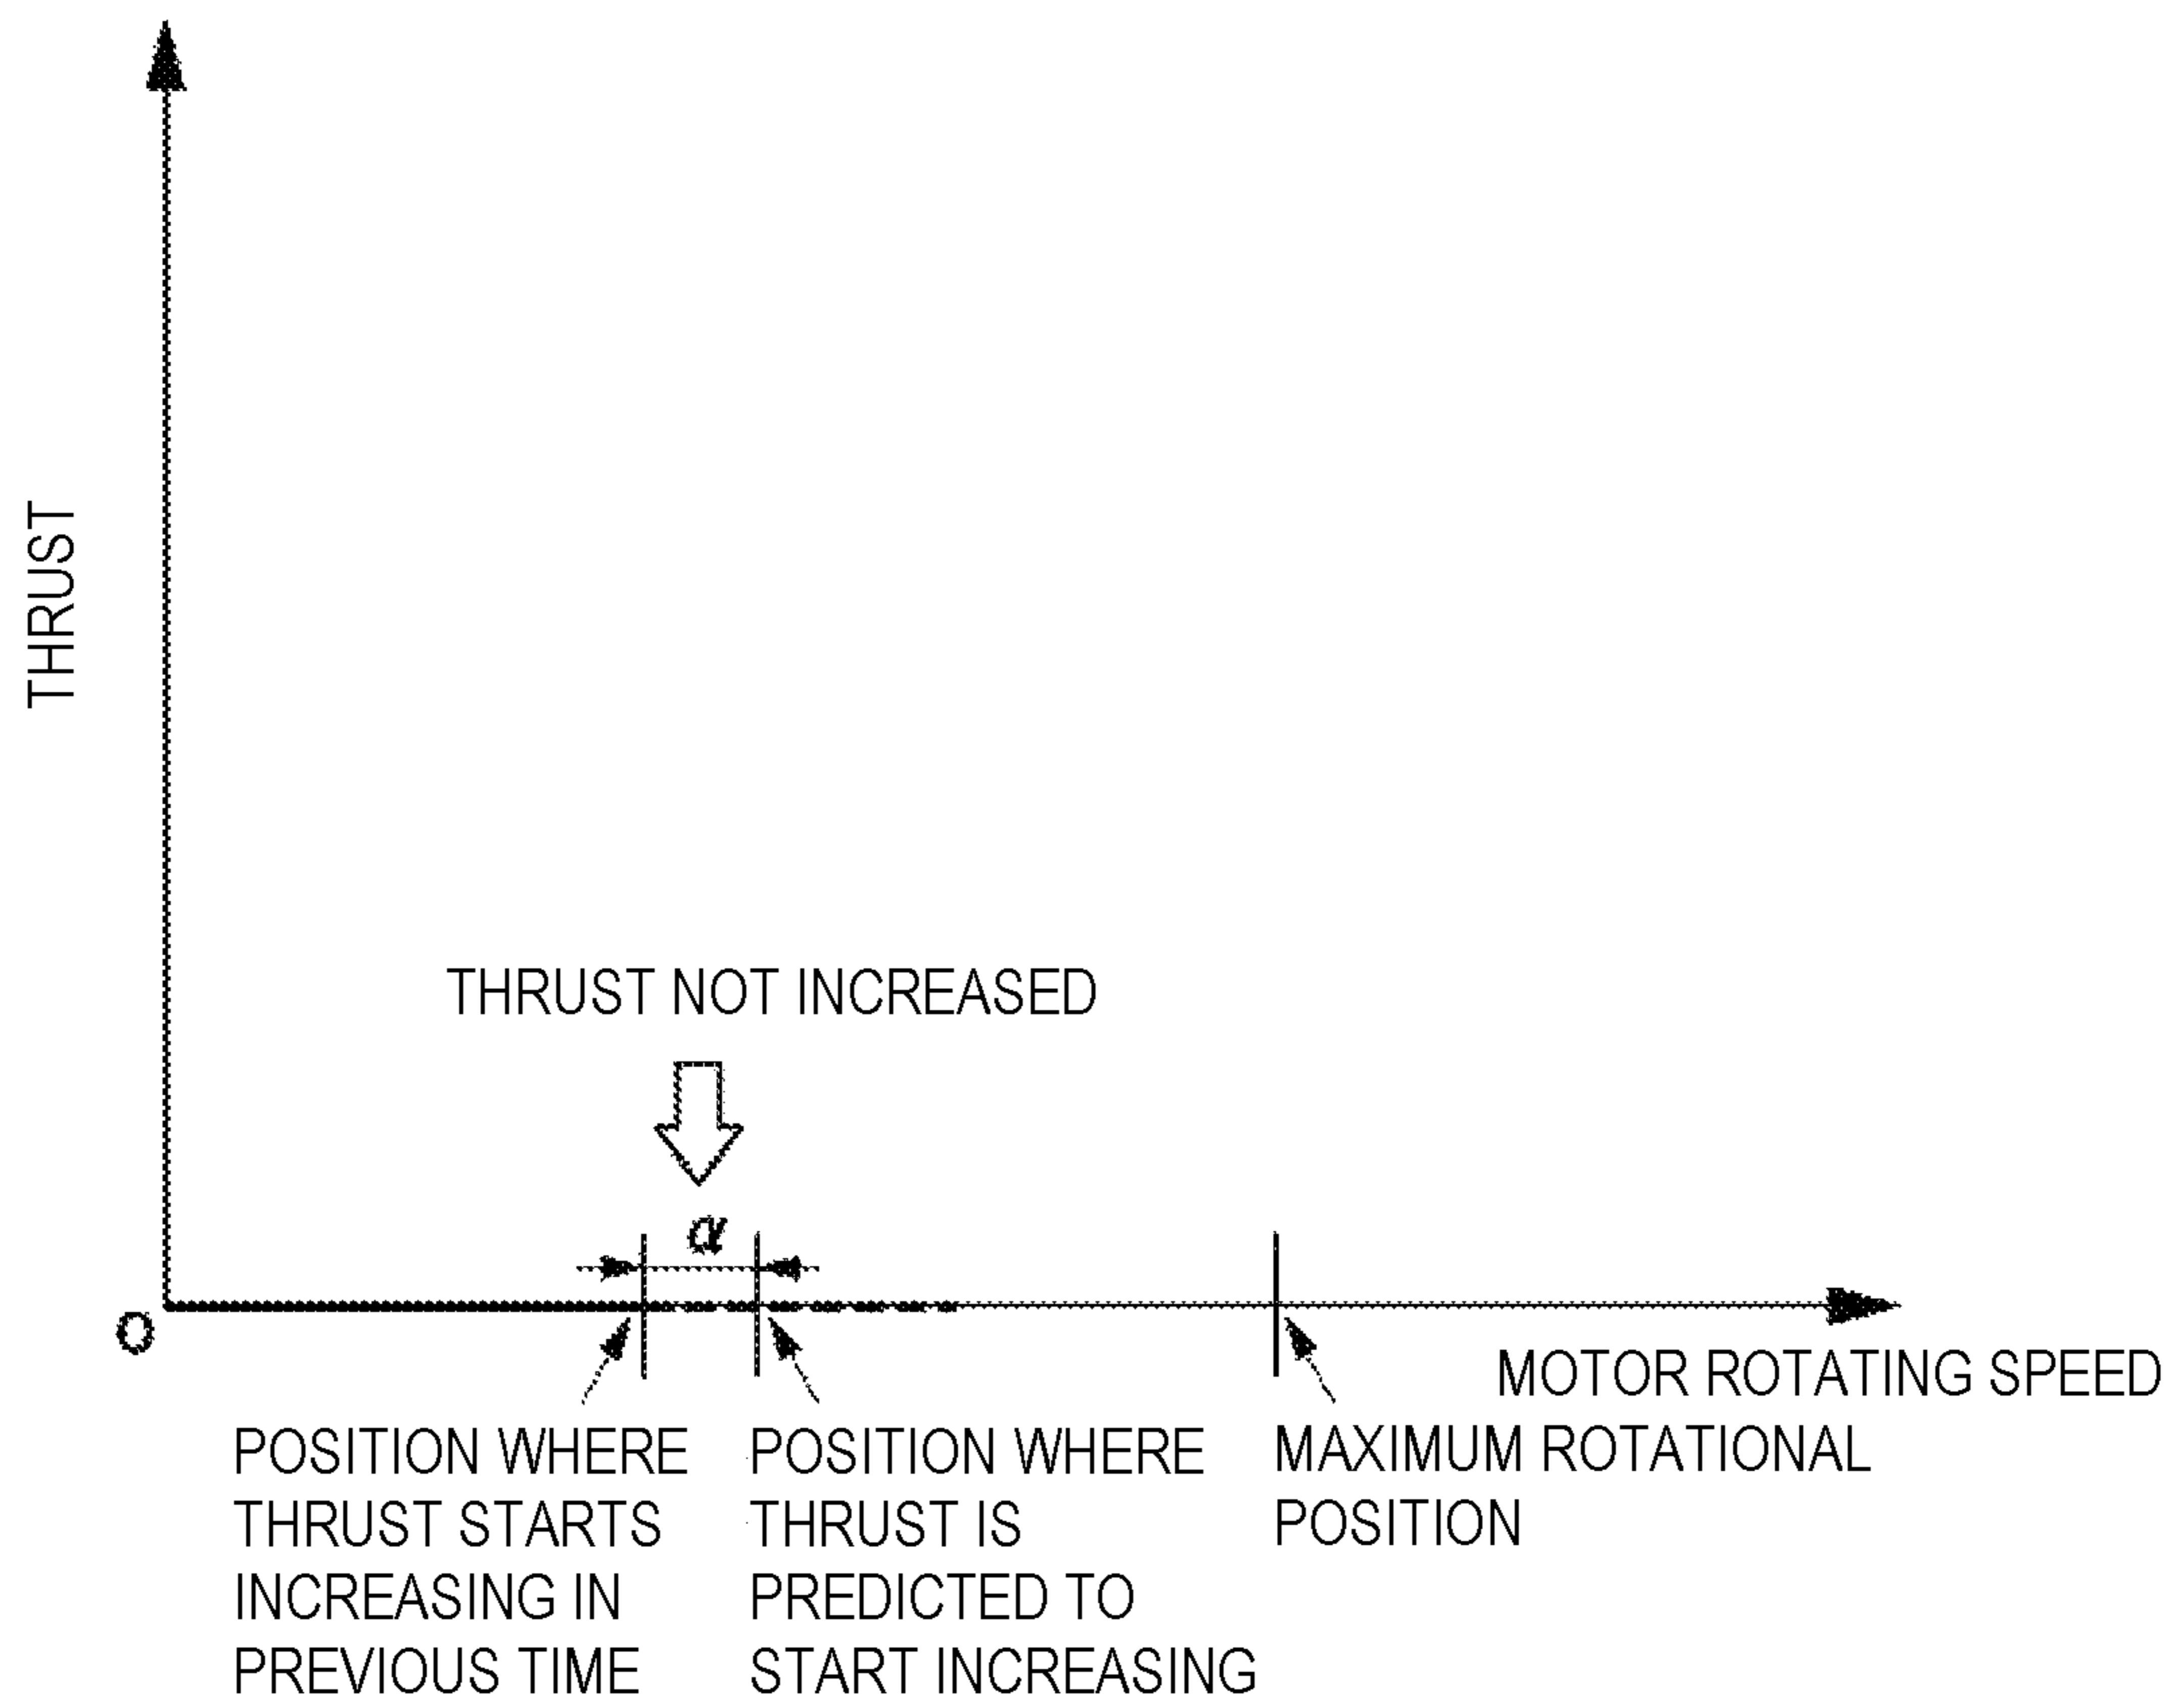 THRUST
THRUST NOT INCREASED
α
O
MOTOR ROTATING SPEED
POSITION WHERE
THRUST STARTS
INCREASING IN
PREVIOUS TIME
POSITION WHERE
THRUST IS
PREDICTED TO
START INCREASING
MAXIMUM ROTATIONAL
POSITION